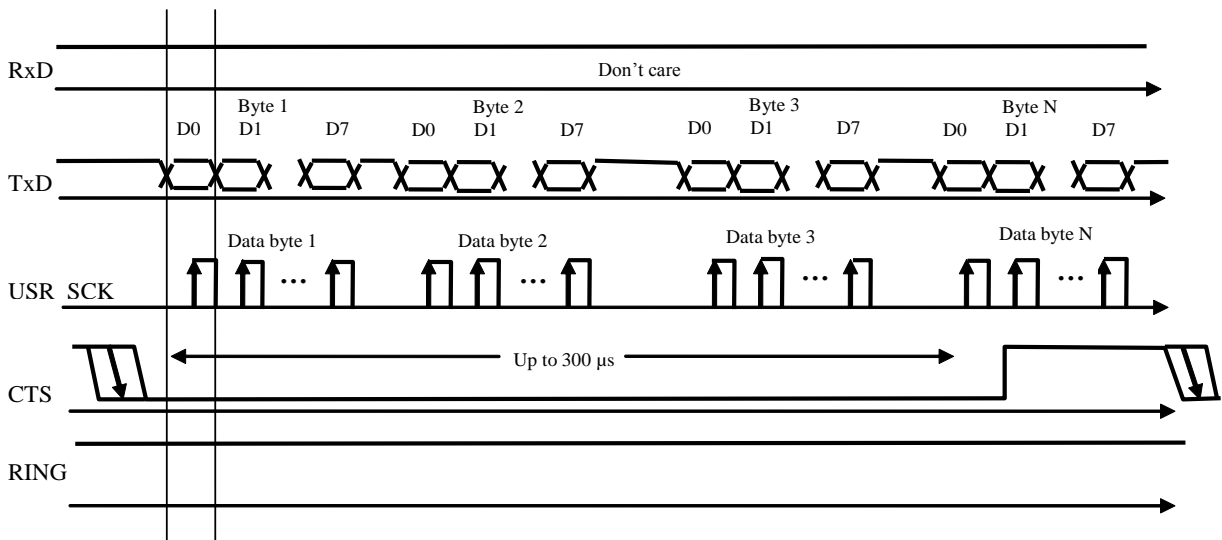 RxD
Don't care
Byte 1 Byte 2 Byte 3 Byte N
D0 D1 D7 D0 D1 D7 D0 D1 D7 D0 D1 D7
TxD
Data byte 1 Data byte 2 Data byte 3 Data byte N
... ... ... ...
USR SCK
Up to 300 µs
CTS
RING